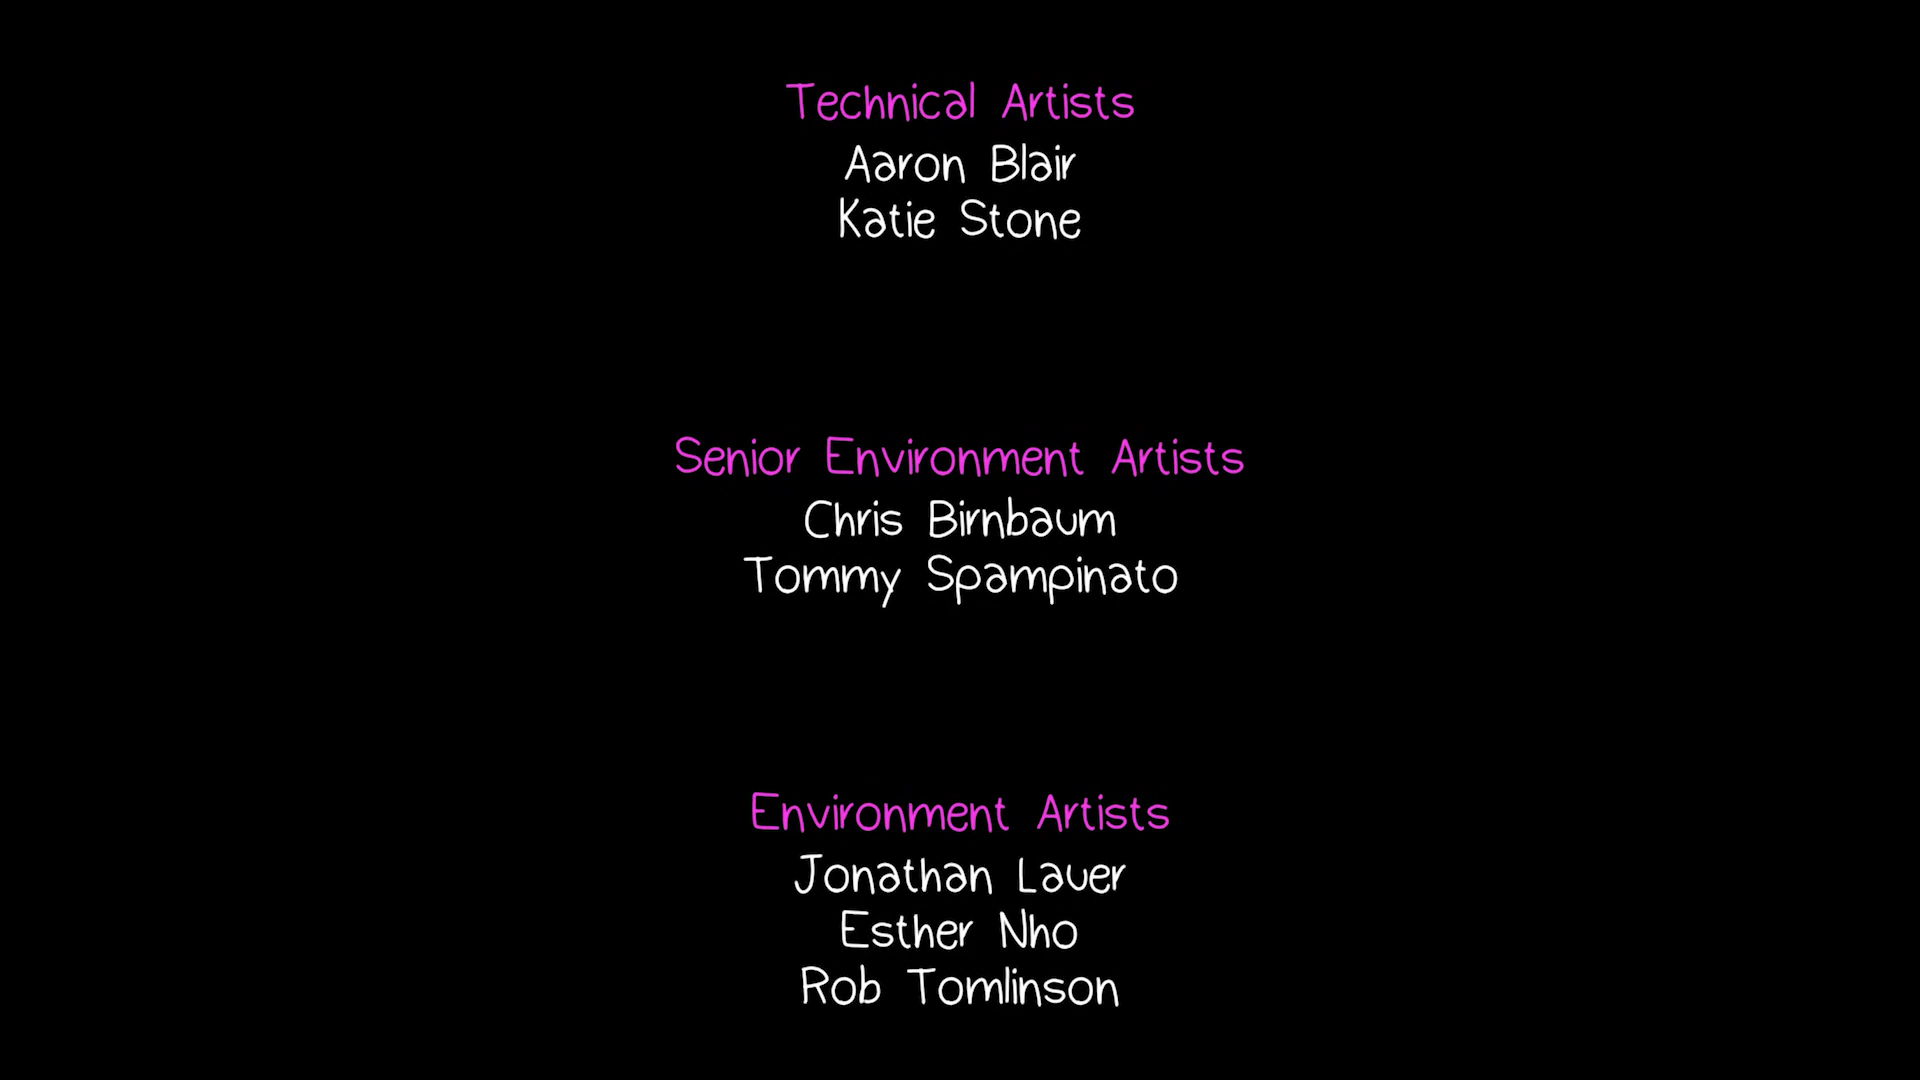 Technical Artists
Aaron Blair
Katie Stone
Senior Environment Artists
Chris Birnbaum
Tommy Spampinato
Environment Artists
Jonathan Lauer
Esther Nho
Rob Tomlinson